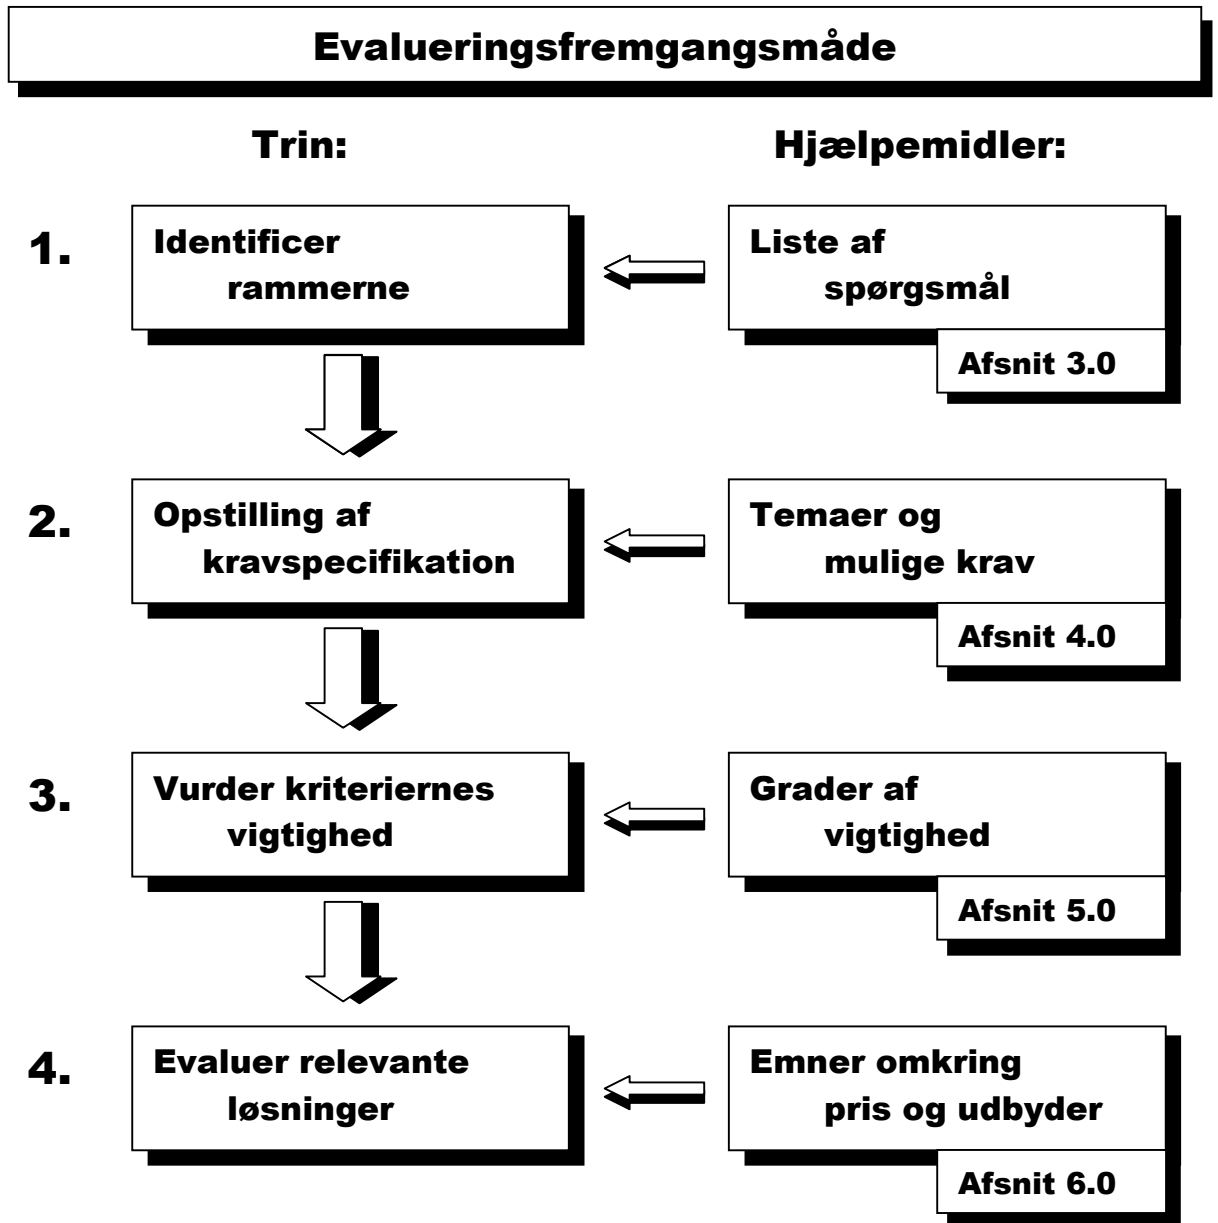 Evalueringsfremgangsmåde
Trin:
Hjælpemidler:
1.
Identificer
rammerne
Liste af
spørgsmål
Afsnit 3.0
2.
Opstilling af
kravspecifikation
Temaer og
mulige krav
Afsnit 4.0
3.
Vurder kriteriernes
vigtighed
Grader af
vigtighed
Afsnit 5.0
4.
Evaluer relevante
løsninger
Emner omkring
pris og udbyder
Afsnit 6.0